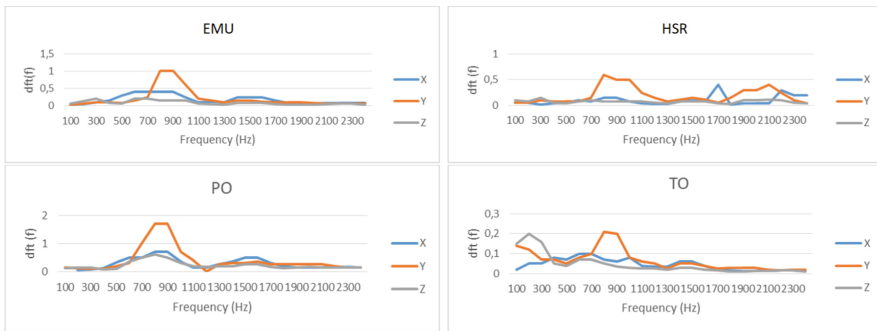 EMU
1,5
1
0,5
0
dft(f)
100 300 500 700 900 1100 1300 1500 1700 1900 2100 2300
Frequency (Hz)
X
Y
Z
HSR
1
0,5
0
dft(f)
100 300 500 700 900 1100 1300 1500 1700 1900 2100 2300
Frequency (Hz)
X
Y
Z
PO
2
1
0
dft (f)
100 300 500 700 900 1100 1300 1500 1700 1900 2100 2300
Frequency (Hz)
X
Y
Z
TO
0,3
0,2
0,1
0
dft (f)
100 300 500 700 900 1100 1300 1500 1700 1900 2100 2300
Frequency (Hz)
X
Y
Z